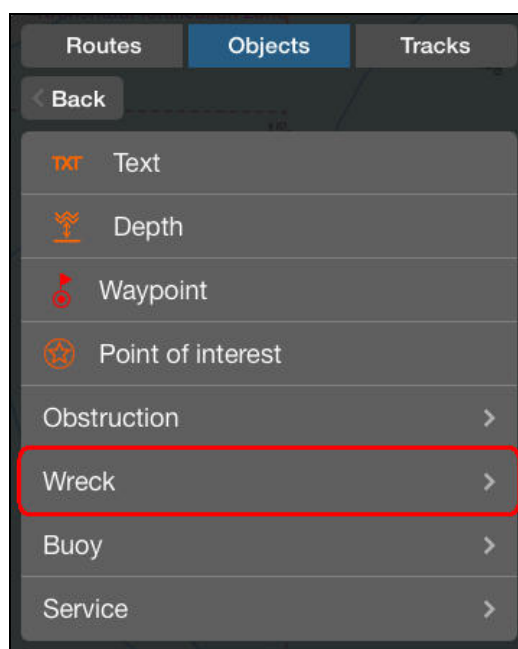 Routes Objects Tracks
Back
TXT Text
Depth
Waypoint
Point of interest
Obstruction
Wreck
Buoy
Service